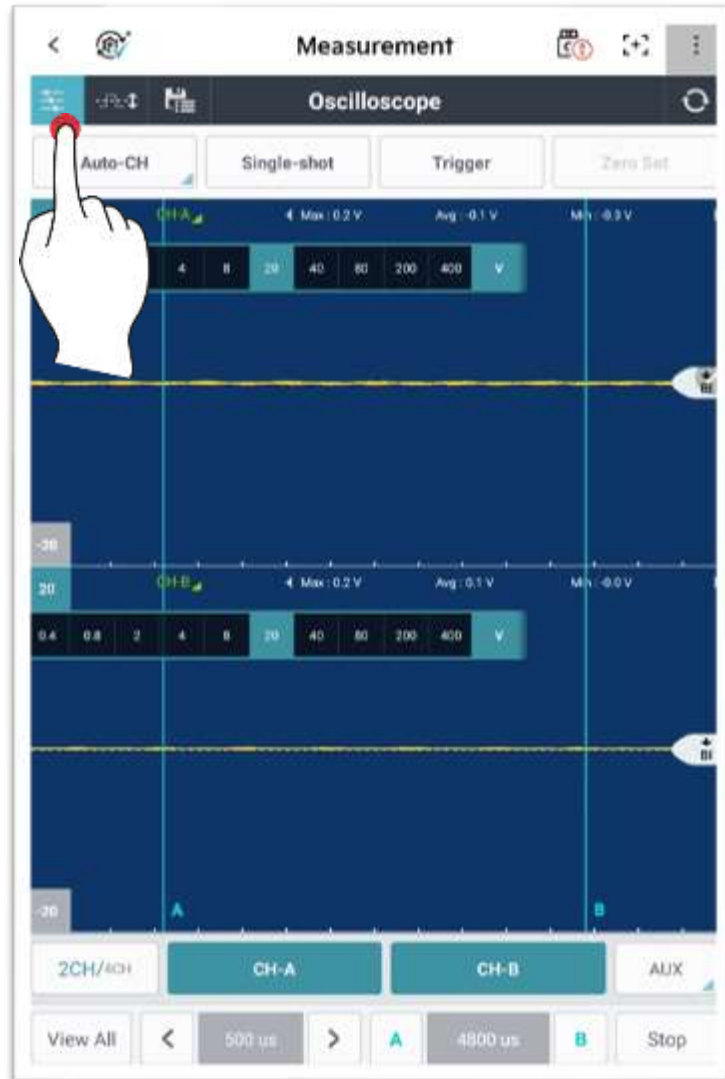 Measurement
Oscilloscope
Auto-CH Single-shot Trigger Zero Set
CH-A Max : 0.2 V Avg : -0.1 V
4 8 20 40 80 200 400 V
-20
20 CH-B Max : 0.2 V Avg : 0.1 V Min : -0.0 V
0.4 0.8 2 4 8 20 40 80 200 400 V
BI
-20 A B
2CH/4CH CH-A CH-B AUX
View All < 500 us > A 4800 us B Stop